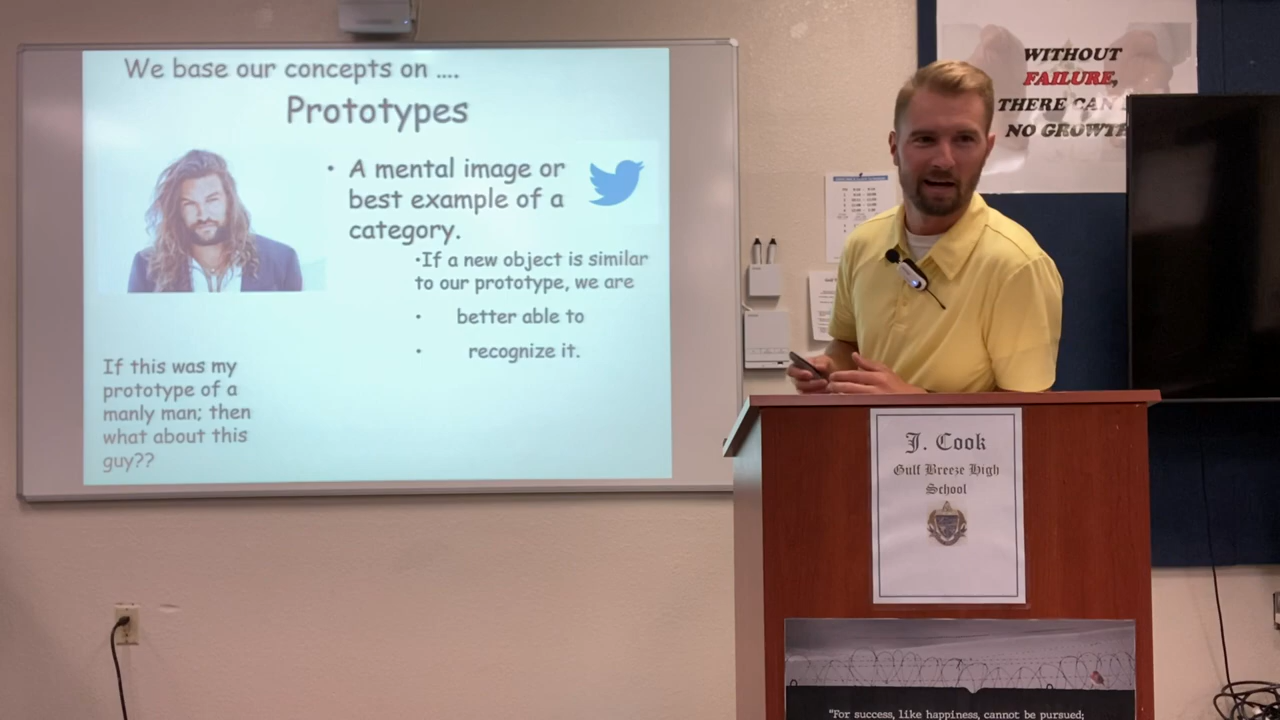 We base our concepts on ....
Prototypes
• A mental image or
best example of a
category.
•If a new object is similar
to our prototype, we are
• better able to
• recognize it.
If this was my
prototype of a
manly man; then
what about this
guy??
WITHOUT
FAILURE,
THERE CAN
NO GROWTH
J. Cook
Gulf Breeze High
School
"For success, like happiness, cannot be pursued;